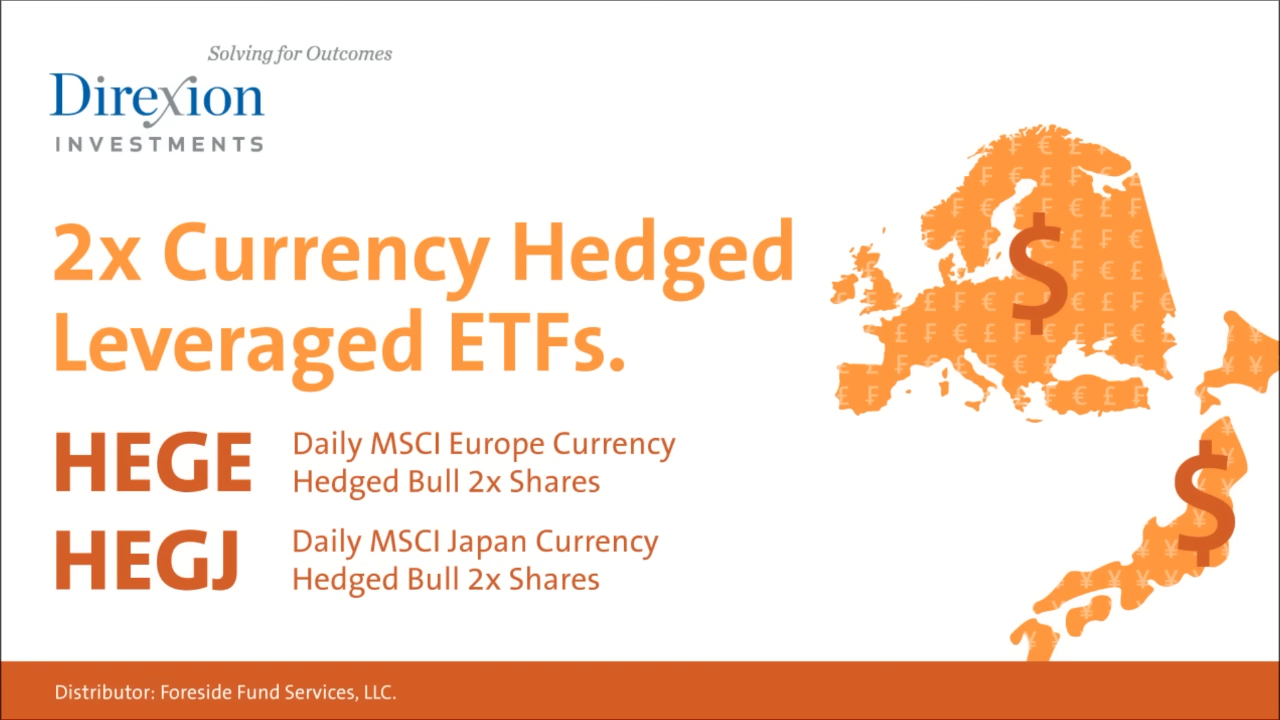 Solving for Outcomes
Direxion
INVESTMENTS
2x Currency Hedged
Leveraged ETFs.
HEGE
Daily MSCI Europe Currency
Hedged Bull 2x Shares
HEGJ
Daily MSCI Japan Currency
Hedged Bull 2x Shares
$
$
Distributor: Foreside Fund Services, LLC.